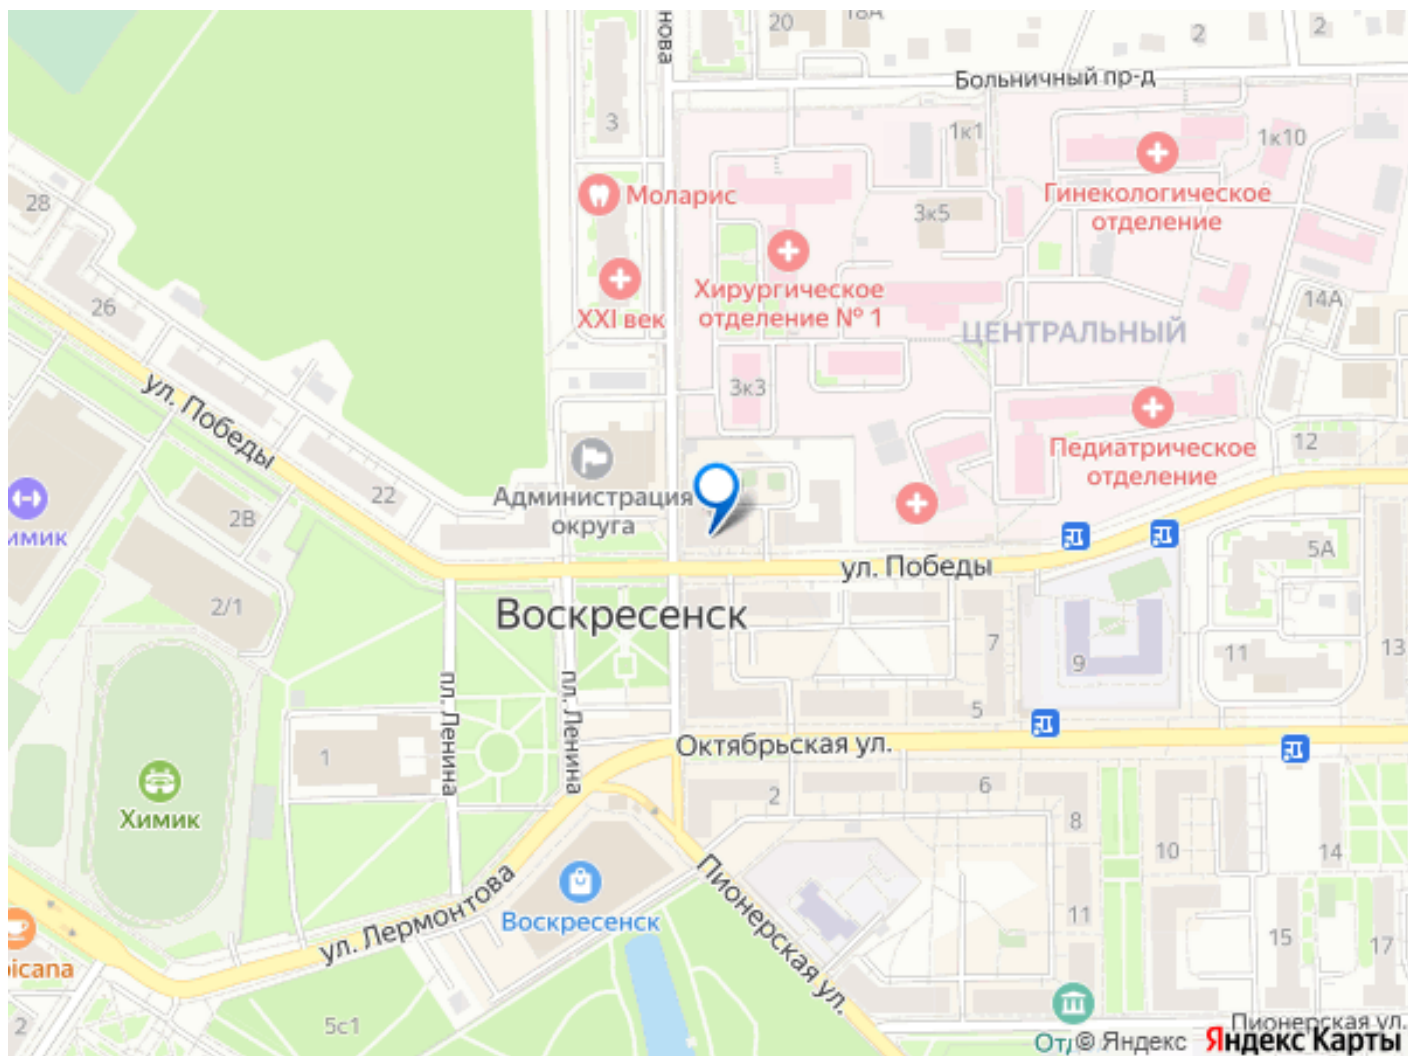 20
18А
2
2
нова
Больничный пр-д
3
1к1
1к10
Моларис
28
3к5
Гинекологическое
отделение
26
XXI век
Хирургическое
отделение № 1
14А
ЦЕНТРАЛЬНЫЙ
3к3
ул. Победы
12
Педиатрическое
отделение
22
Администрация
округа
2В
имик
5А
ул. Победы
2/1
Воскресенск
7
9
11
13
пл. Ленина
пл. Ленина
5
Октябрьская ул.
1
2
6
Химик
8
10
14
Пионерская ул.
ул. Лермонтова
Воскресенск
11
15
17
icana
2
5с1
Пионерская ул.
© Яндекс
Яндекс Карты